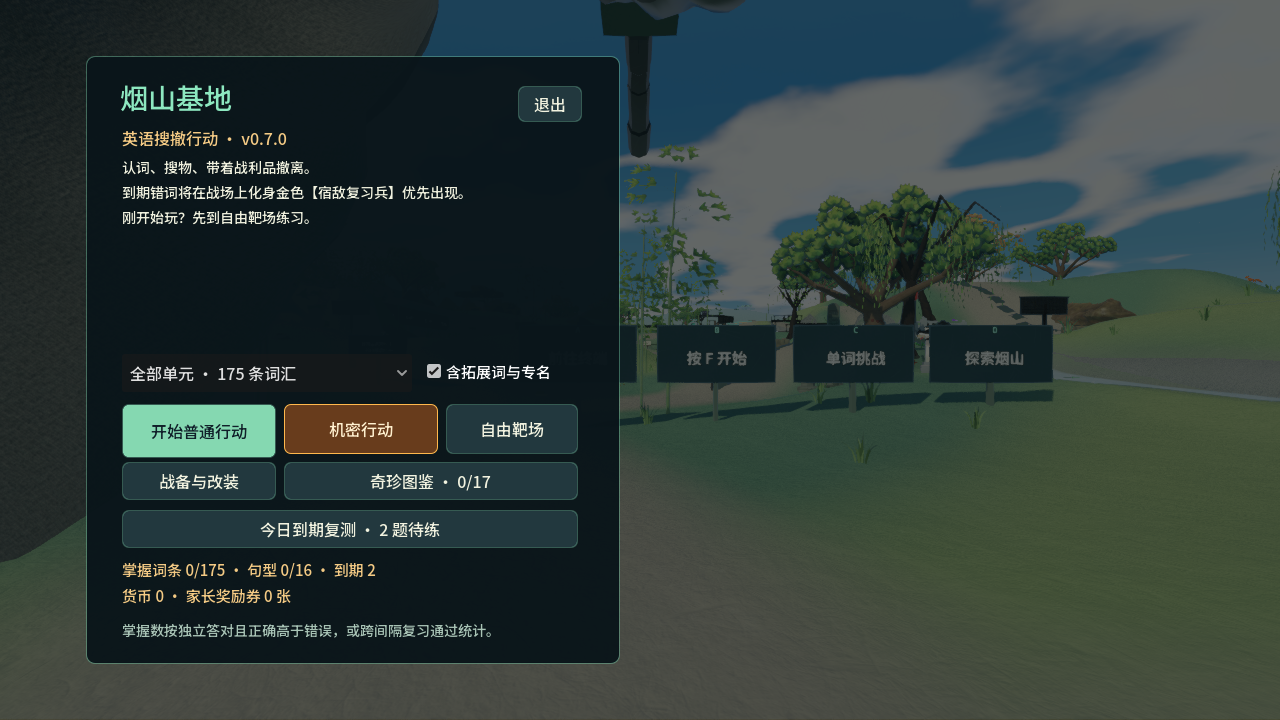 烟山基地
退出
英语搜撤行动 · v0.7.0
认词、搜物、带着战利品撤离。
到期错词将在战场上化身金色【宿敌复习兵】优先出现。
刚开始玩？先到自由靶场练习。
全部单元 · 175 条词汇
含拓展词与专名
开始普通行动
机密行动
自由靶场
战备与改装
奇珍图鉴 · 0/17
今日到期复测 · 2 题待练
掌握词条 0/175 · 句型 0/16 · 到期 2
货币 0 · 家长奖励券 0 张
掌握数按独立答对且正确高于错误，或跨间隔复习通过统计。
B
按 F 开始
C
单词挑战
D
探索烟山